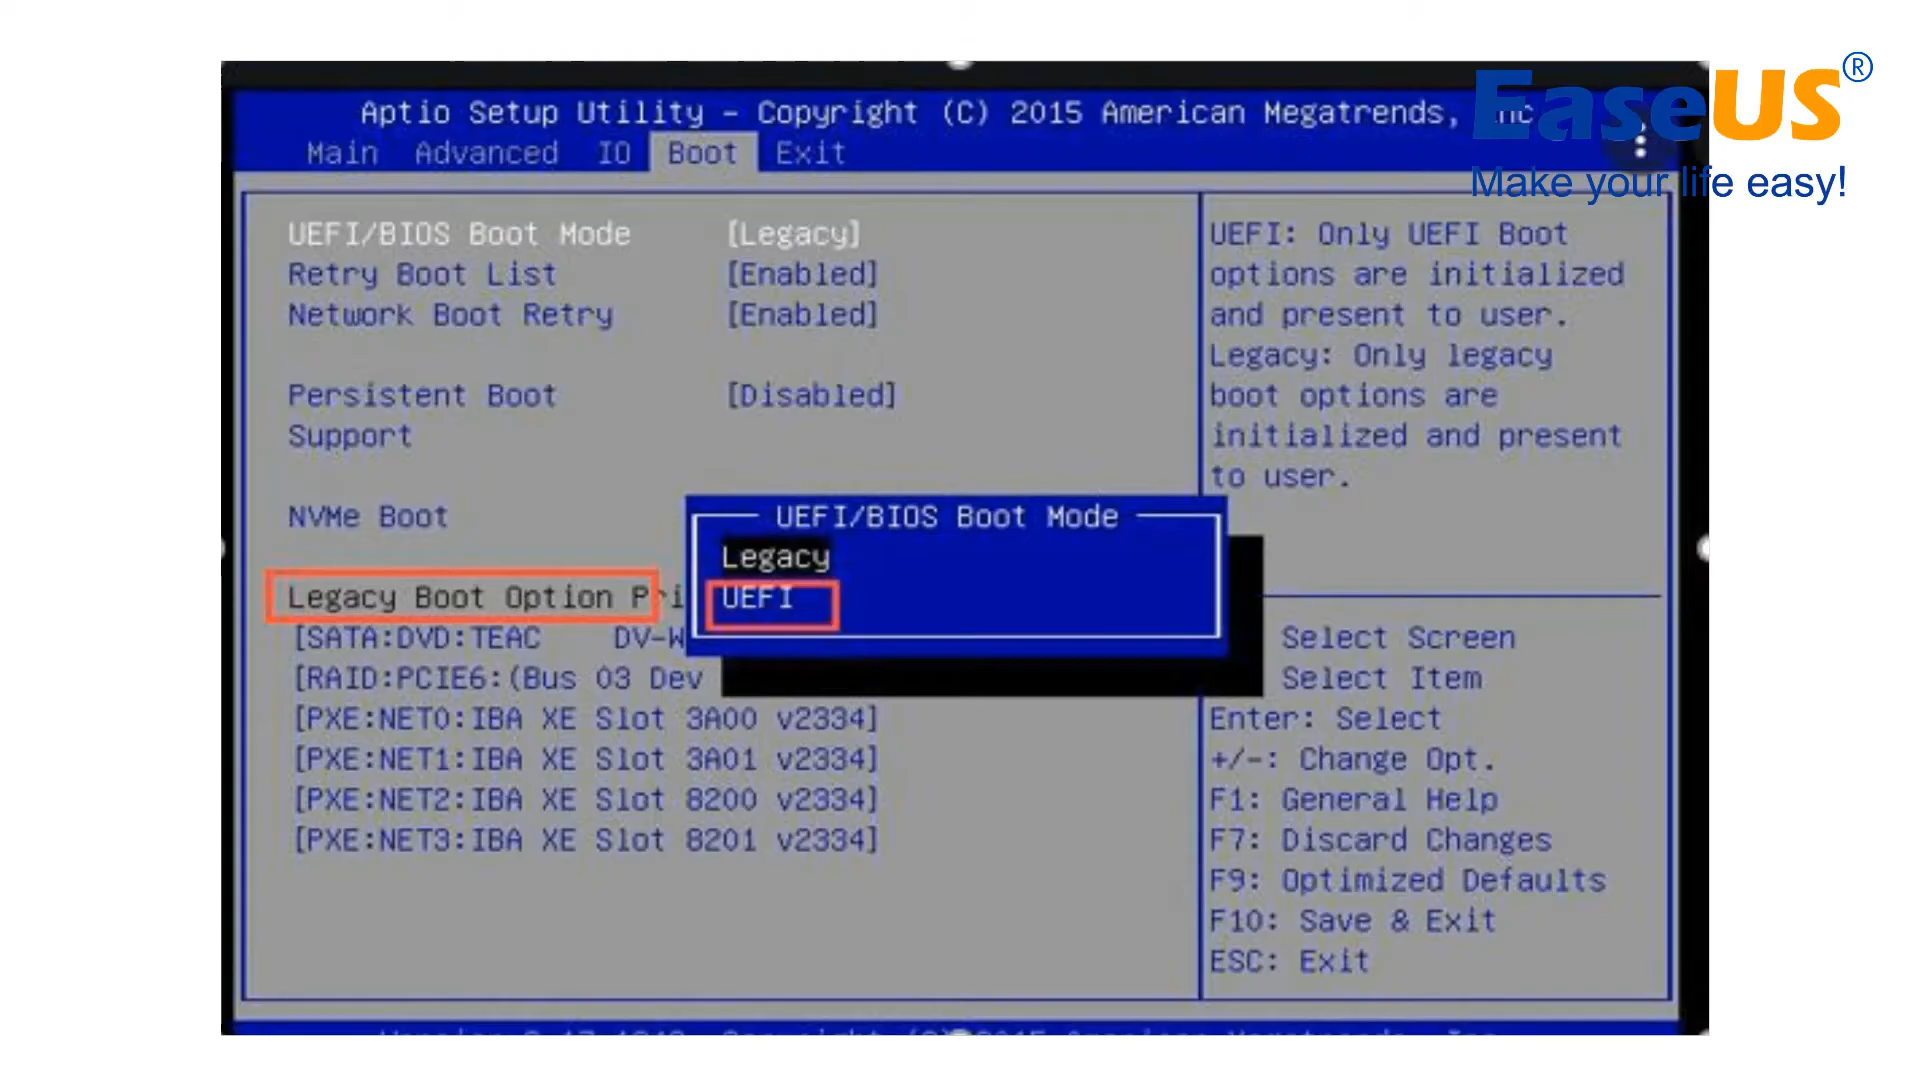 EaseUS®
Make your life easy!
Aptio Setup Utility – Copyright (C) 2015 American Megatrends, Inc
Main Advanced IO Boot Exit
UEFI/BIOS Boot Mode [Legacy]
Retry Boot List [Enabled]
Network Boot Retry [Enabled]
Persistent Boot [Disabled]
Support
NVMe Boot
Legacy Boot Option Pri
[SATA:DVD:TEAC DV-W
[RAID:PCIE6:(Bus 03 Dev
[PXE:NET0:IBA XE Slot 3A00 v2334]
[PXE:NET1:IBA XE Slot 3A01 v2334]
[PXE:NET2:IBA XE Slot 8200 v2334]
[PXE:NET3:IBA XE Slot 8201 v2334]
UEFI/BIOS Boot Mode
Legacy
UEFI
UEFI: Only UEFI Boot
options are initialized
and present to user.
Legacy: Only legacy
boot options are
initialized and present
to user.
Select Screen
Select Item
Enter: Select
+/-: Change Opt.
F1: General Help
F7: Discard Changes
F9: Optimized Defaults
F10: Save & Exit
ESC: Exit